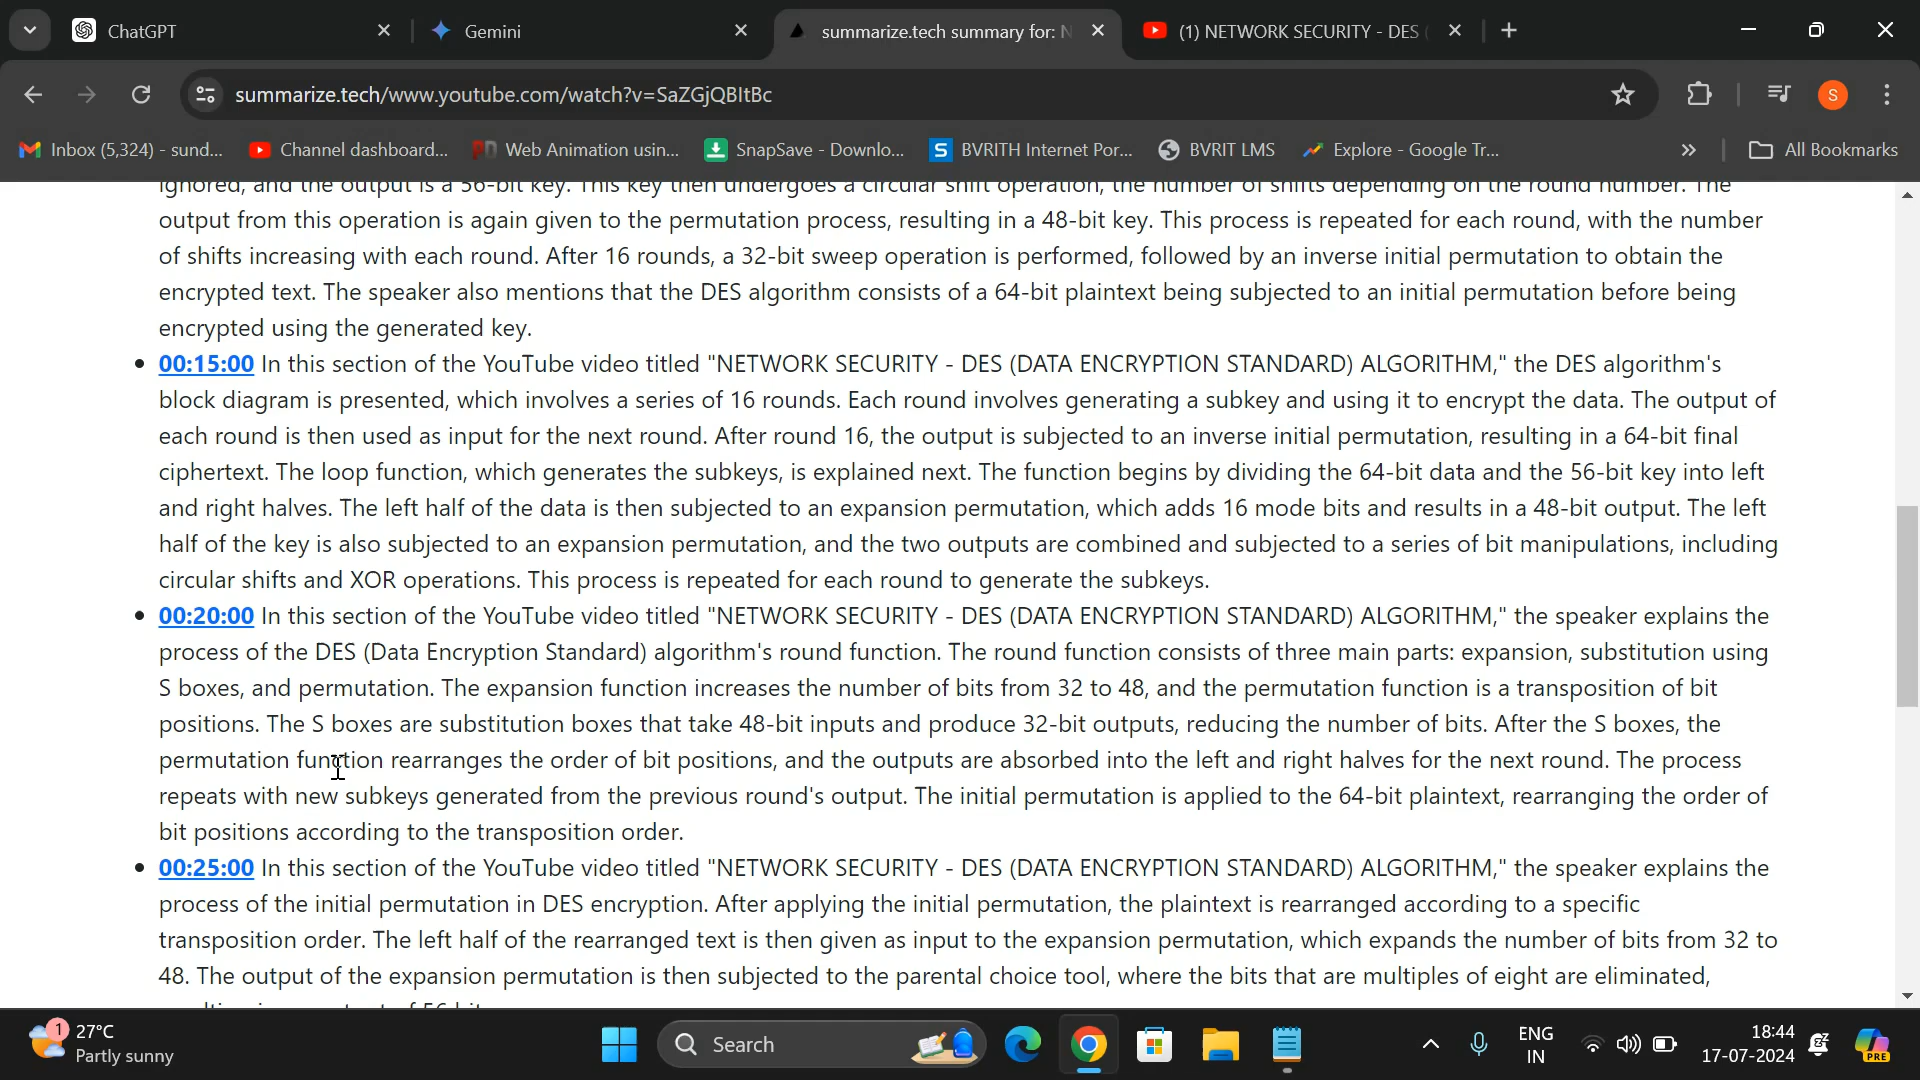 ChatGPT
Gemini
summarize.tech summary for: N
(1) NETWORK SECURITY - DES (
summarize.tech/www.youtube.com/watch?v=SaZGjQBItBc
S
Inbox (5,324) - sund...
Channel dashboard...
Web Animation usin...
SnapSave - Downlo...
BVRITH Internet Por...
BVRIT LMS
Explore - Google Tr...
»
All Bookmarks
ignored, and the output is a 56-bit key. This key then undergoes a circular shift operation, the number of shifts depending on the round number. The
output from this operation is again given to the permutation process, resulting in a 48-bit key. This process is repeated for each round, with the number
of shifts increasing with each round. After 16 rounds, a 32-bit sweep operation is performed, followed by an inverse initial permutation to obtain the
encrypted text. The speaker also mentions that the DES algorithm consists of a 64-bit plaintext being subjected to an initial permutation before being
encrypted using the generated key.
• 00:15:00 In this section of the YouTube video titled "NETWORK SECURITY - DES (DATA ENCRYPTION STANDARD) ALGORITHM," the DES algorithm's
block diagram is presented, which involves a series of 16 rounds. Each round involves generating a subkey and using it to encrypt the data. The output of
each round is then used as input for the next round. After round 16, the output is subjected to an inverse initial permutation, resulting in a 64-bit final
ciphertext. The loop function, which generates the subkeys, is explained next. The function begins by dividing the 64-bit data and the 56-bit key into left
and right halves. The left half of the data is then subjected to an expansion permutation, which adds 16 mode bits and results in a 48-bit output. The left
half of the key is also subjected to an expansion permutation, and the two outputs are combined and subjected to a series of bit manipulations, including
circular shifts and XOR operations. This process is repeated for each round to generate the subkeys.
• 00:20:00 In this section of the YouTube video titled "NETWORK SECURITY - DES (DATA ENCRYPTION STANDARD) ALGORITHM," the speaker explains the
process of the DES (Data Encryption Standard) algorithm's round function. The round function consists of three main parts: expansion, substitution using
S boxes, and permutation. The expansion function increases the number of bits from 32 to 48, and the permutation function is a transposition of bit
positions. The S boxes are substitution boxes that take 48-bit inputs and produce 32-bit outputs, reducing the number of bits. After the S boxes, the
permutation function rearranges the order of bit positions, and the outputs are absorbed into the left and right halves for the next round. The process
repeats with new subkeys generated from the previous round's output. The initial permutation is applied to the 64-bit plaintext, rearranging the order of
bit positions according to the transposition order.
• 00:25:00 In this section of the YouTube video titled "NETWORK SECURITY - DES (DATA ENCRYPTION STANDARD) ALGORITHM," the speaker explains the
process of the initial permutation in DES encryption. After applying the initial permutation, the plaintext is rearranged according to a specific
transposition order. The left half of the rearranged text is then given as input to the expansion permutation, which expands the number of bits from 32 to
48. The output of the expansion permutation is then subjected to the parental choice tool, where the bits that are multiples of eight are eliminated,
1
27°C
Partly sunny
Search
ENG
IN
18:44
17-07-2024
PRE